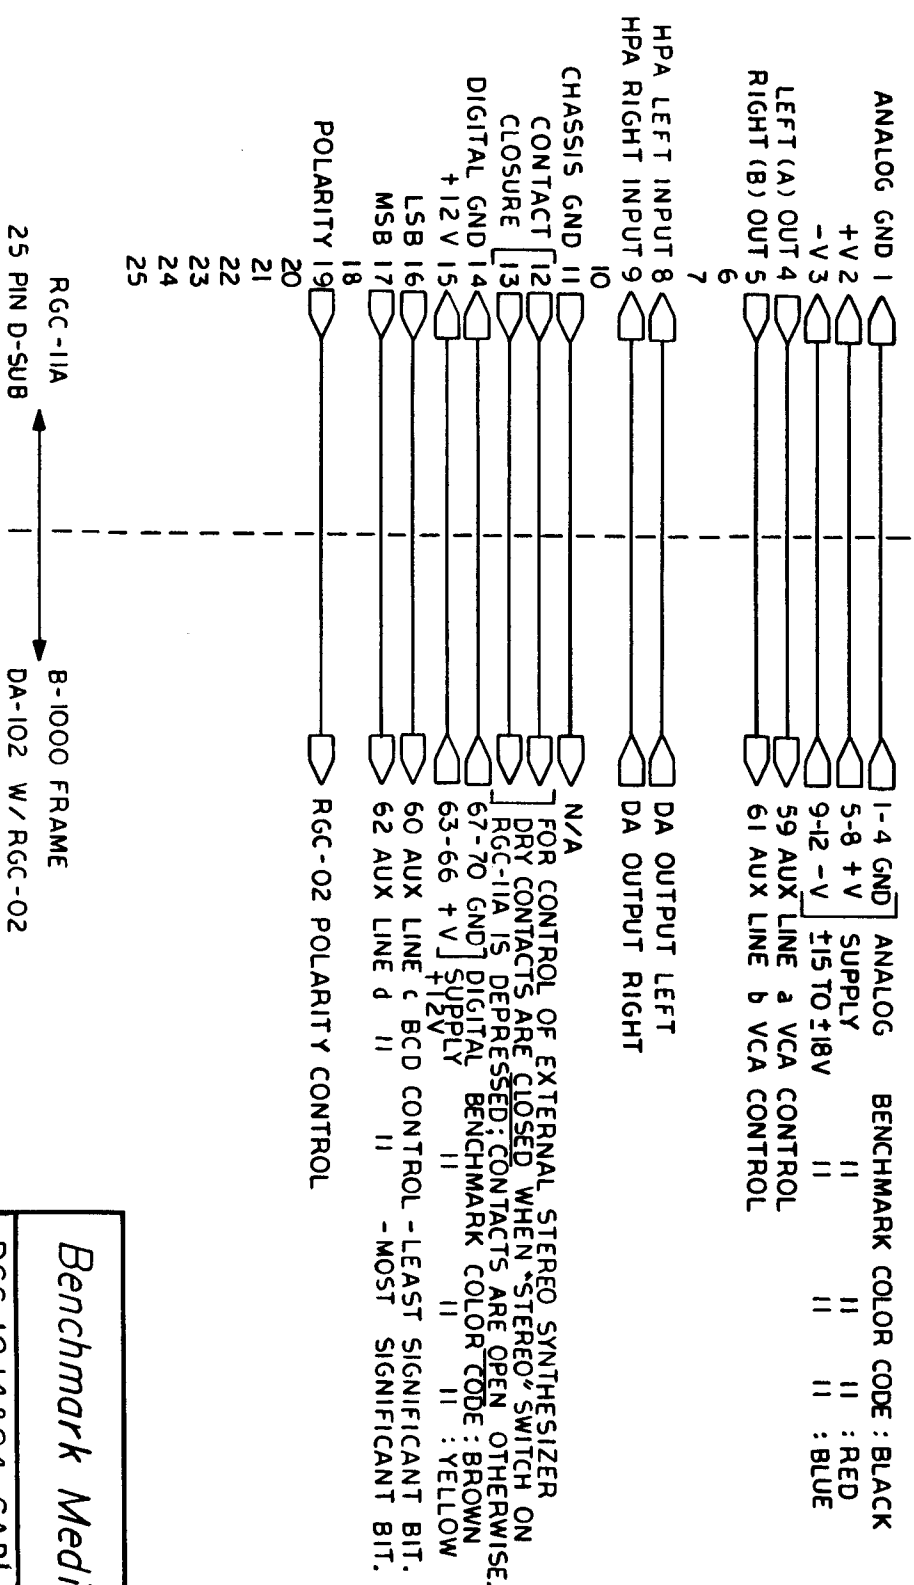 ANALOG GND 1 1-4 GND ANALOG BENCHMARK COLOR CODE : BLACK
+V 2 5-8 +V SUPPLY " " " : RED
-V 3 9-12 -V ±15 TO ±18V " " " : BLUE
LEFT (A) OUT 4 59 AUX LINE a VCA CONTROL
RIGHT (B) OUT 5 61 AUX LINE b VCA CONTROL
6
7
HPA LEFT INPUT 8 DA OUTPUT LEFT
HPA RIGHT INPUT 9 DA OUTPUT RIGHT
10
CHASSIS GND 11 N/A
CONTACT 12 FOR CONTROL OF EXTERNAL STEREO SYNTHESIZER
CLOSURE 13 DRY CONTACTS ARE CLOSED WHEN "STEREO" SWITCH ON
RGC-11A IS DEPRESSED; CONTACTS ARE OPEN OTHERWISE.
DIGITAL GND 14 67-70 GND DIGITAL BENCHMARK COLOR CODE : BROWN
+12V 15 63-66 +V SUPPLY " " " : YELLOW
+12V
LSB 16 60 AUX LINE c BCD CONTROL - LEAST SIGNIFICANT BIT.
MSB 17 62 AUX LINE d " " - MOST SIGNIFICANT BIT.
18
POLARITY 19 RGC-02 POLARITY CONTROL
20
21
22
23
24
25
RGC-11A B-1000 FRAME
25 PIN D-SUB DA-102 W/RGC-02
Benchmark Medi